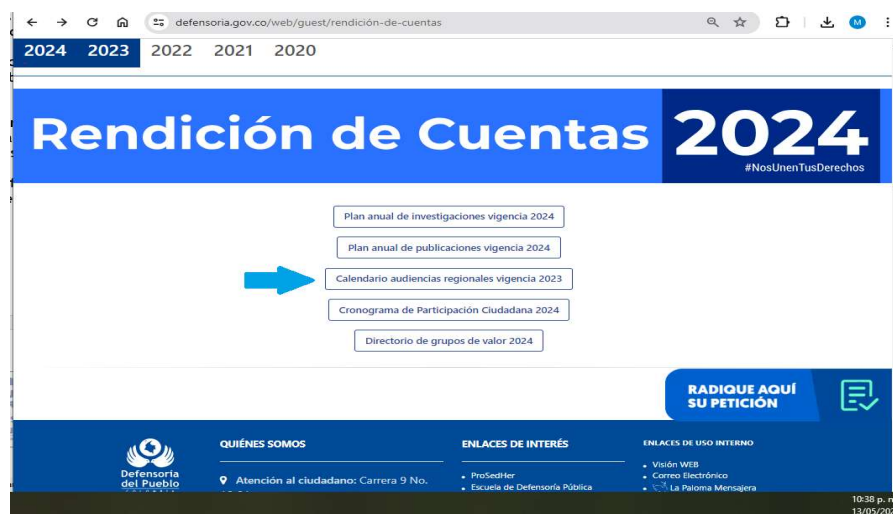 defensoria.gov.co/web/guest/rendición-de-cuentas
M
2024 2023 2022 2021 2020
Rendición de Cuentas 2024
#NosUnenTusDerechos
Plan anual de investigaciones vigencia 2024
Plan anual de publicaciones vigencia 2024
Calendario audiencias regionales vigencia 2023
Cronograma de Participación Ciudadana 2024
Directorio de grupos de valor 2024
RADIQUE AQUÍ
SU PETICIÓN
Defensoría
del Pueblo
QUIÉNES SOMOS
Atención al ciudadano: Carrera 9 No.
ENLACES DE INTERÉS
• ProSedHer
• Escuela de Defensoría Pública
ENLACES DE USO INTERNO
• Visión WEB
• Correo Electrónico
• La Paloma Mensajera
10:38 p.
13/05/202